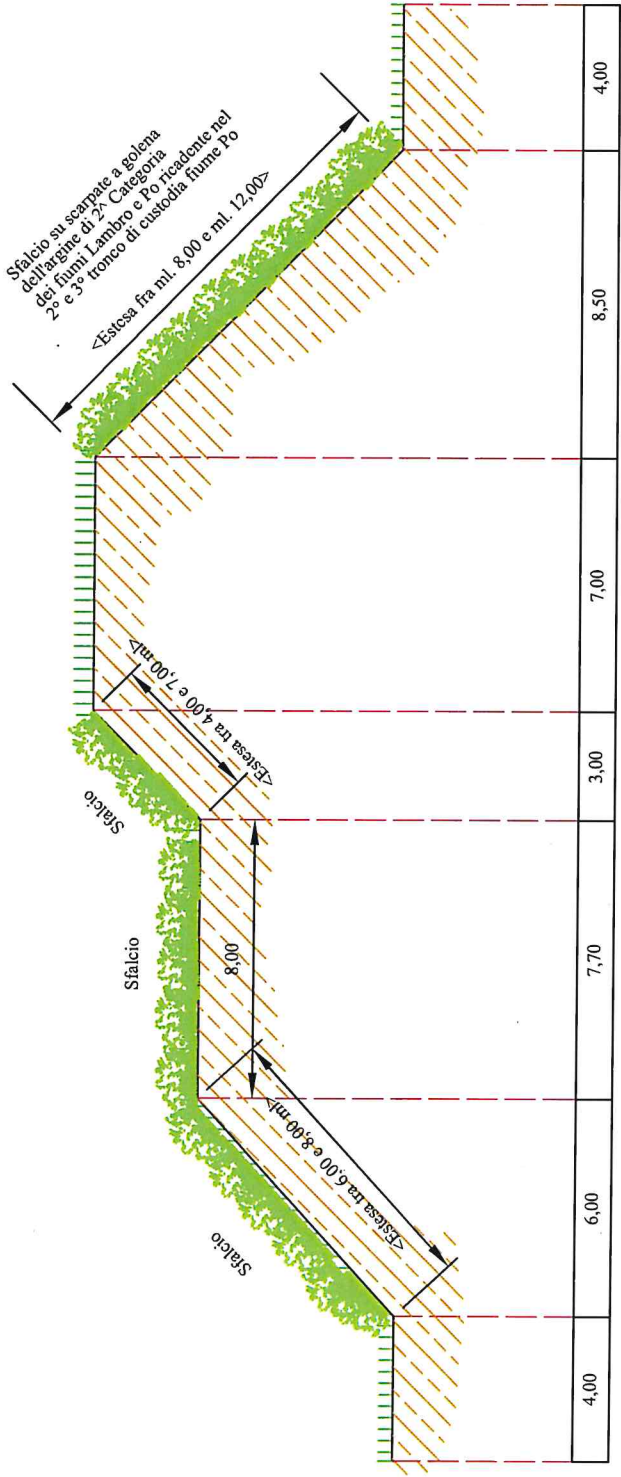 Sfalcio su scarpate a golena
dell'argine di 2^ Categoria
dei fiumi Lambro e Po ricadente nel
2° e 3° tronco di custodia fiume Po
<Estesa fra ml. 8,00 e ml. 12,00>
<Estesa tra 4,00 e 7,00 ml>
Sfalcio
Sfalcio
8,00
<Estesa tra 6,00 e 8,00 ml>
Sfalcio
4,00
6,00
7,70
3,00
7,00
8,50
4,00